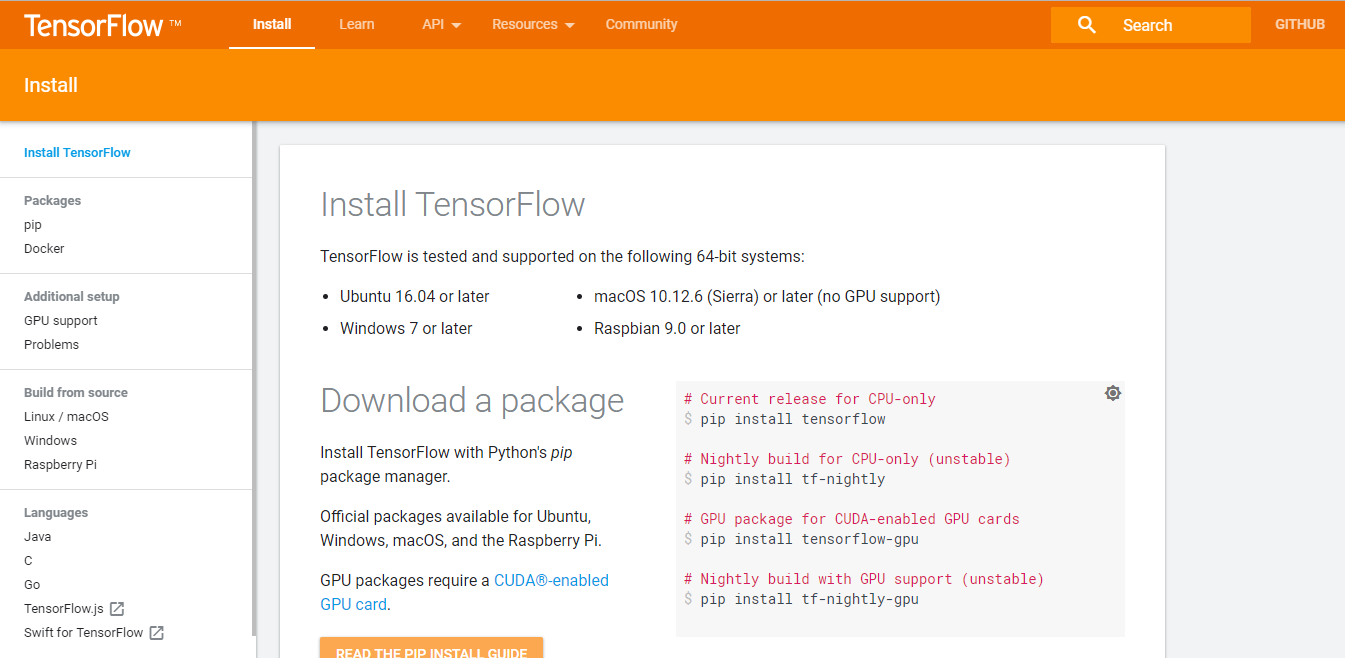 TensorFlow ™
Install
Learn
API
Resources
Community
Search
GITHUB
Install
Install TensorFlow
Packages
pip
Docker
Additional setup
GPU support
Problems
Build from source
Linux / macOS
Windows
Raspberry Pi
Languages
Java
C
Go
TensorFlow.js
Swift for TensorFlow
Install TensorFlow
TensorFlow is tested and supported on the following 64-bit systems:
• Ubuntu 16.04 or later
• Windows 7 or later
• macOS 10.12.6 (Sierra) or later (no GPU support)
• Raspbian 9.0 or later
Download a package
Install TensorFlow with Python's pip
package manager.
Official packages available for Ubuntu,
Windows, macOS, and the Raspberry Pi.
GPU packages require a CUDA®-enabled
GPU card.
READ THE PIP INSTALL GUIDE
# Current release for CPU-only
$ pip install tensorflow
# Nightly build for CPU-only (unstable)
$ pip install tf-nightly
# GPU package for CUDA-enabled GPU cards
$ pip install tensorflow-gpu
# Nightly build with GPU support (unstable)
$ pip install tf-nightly-gpu